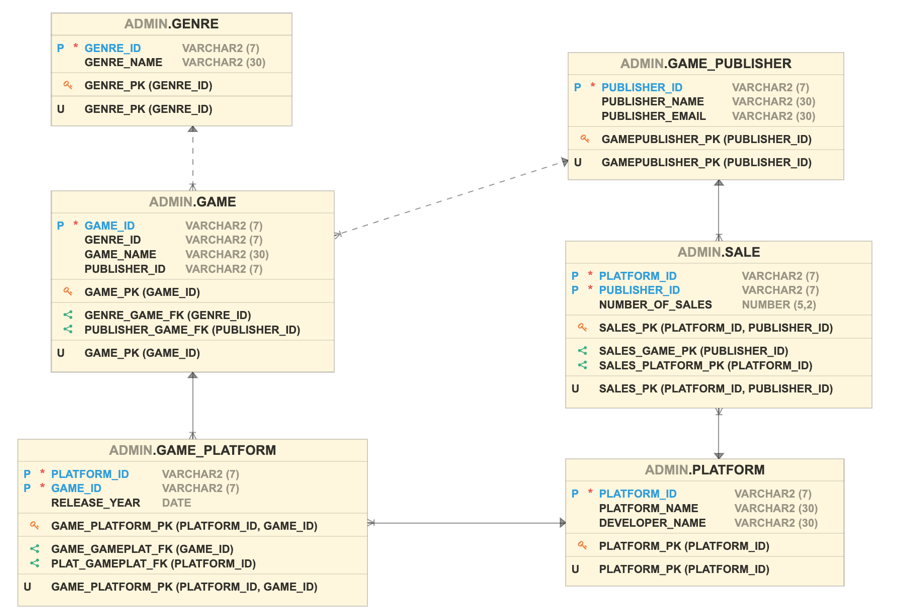 ADMIN.GENRE
P * GENRE_ID VARCHAR2 (7)
GENRE_NAME VARCHAR2 (30)
GENRE_PK (GENRE_ID)
U GENRE_PK (GENRE_ID)
ADMIN.GAME_PUBLISHER
P * PUBLISHER_ID VARCHAR2 (7)
PUBLISHER_NAME VARCHAR2 (30)
PUBLISHER_EMAIL VARCHAR2 (30)
GAMEPUBLISHER_PK (PUBLISHER_ID)
U GAMEPUBLISHER_PK (PUBLISHER_ID)
ADMIN.GAME
P * GAME_ID VARCHAR2 (7)
GENRE_ID VARCHAR2 (7)
GAME_NAME VARCHAR2 (30)
PUBLISHER_ID VARCHAR2 (7)
GAME_PK (GAME_ID)
GENRE_GAME_FK (GENRE_ID)
PUBLISHER_GAME_FK (PUBLISHER_ID)
U GAME_PK (GAME_ID)
ADMIN.SALE
P * PLATFORM_ID VARCHAR2 (7)
P * PUBLISHER_ID VARCHAR2 (7)
NUMBER_OF_SALES NUMBER (5,2)
SALES_PK (PLATFORM_ID, PUBLISHER_ID)
SALES_GAME_PK (PUBLISHER_ID)
SALES_PLATFORM_PK (PLATFORM_ID)
U SALES_PK (PLATFORM_ID, PUBLISHER_ID)
ADMIN.GAME_PLATFORM
P * PLATFORM_ID VARCHAR2 (7)
P * GAME_ID VARCHAR2 (7)
RELEASE_YEAR DATE
GAME_PLATFORM_PK (PLATFORM_ID, GAME_ID)
GAME_GAMEPLAT_FK (GAME_ID)
PLAT_GAMEPLAT_FK (PLATFORM_ID)
U GAME_PLATFORM_PK (PLATFORM_ID, GAME_ID)
ADMIN.PLATFORM
P * PLATFORM_ID VARCHAR2 (7)
PLATFORM_NAME VARCHAR2 (30)
DEVELOPER_NAME VARCHAR2 (30)
PLATFORM_PK (PLATFORM_ID)
U PLATFORM_PK (PLATFORM_ID)